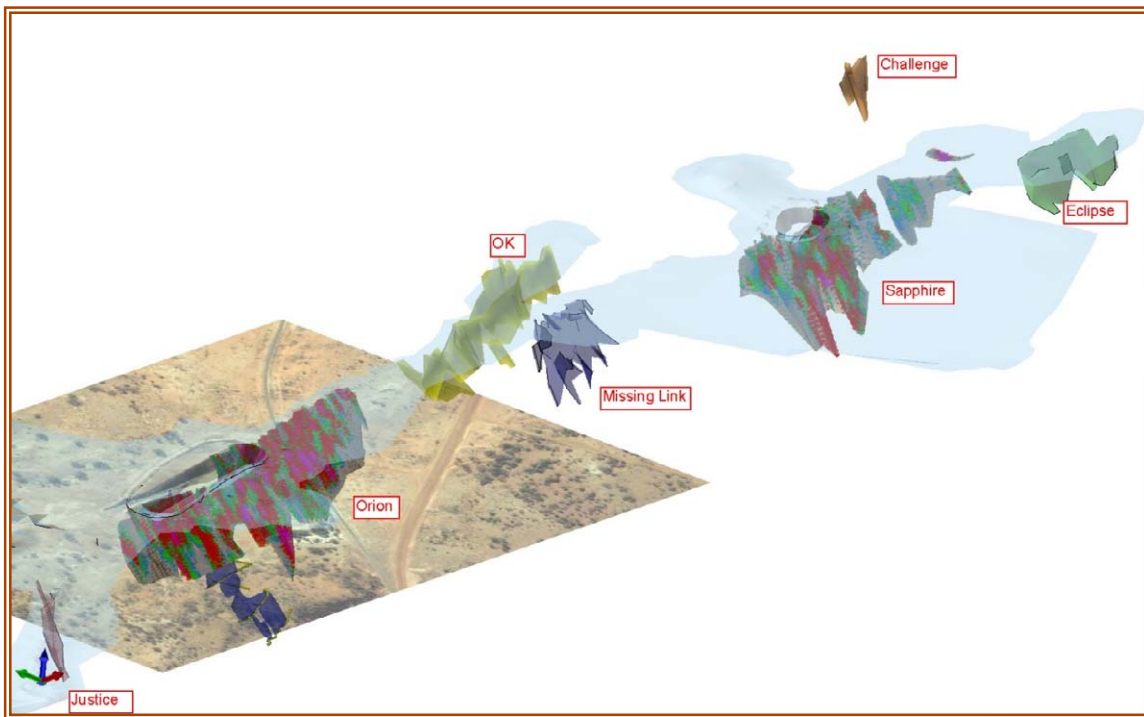 Challenge
Eclipse
OK
Sapphire
Missing Link
Orion
Justice